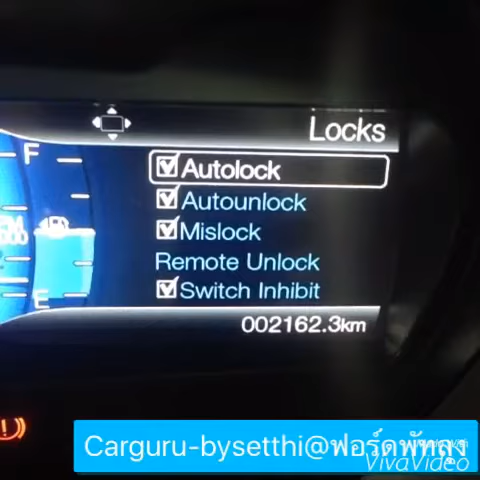 Locks
F
Autolock
Autounlock
Mislock
Remote Unlock
Switch Inhibit
E
002162.3km
Carguru-bysetthi@ฟอร์ดพัทลุง
VivaVideo